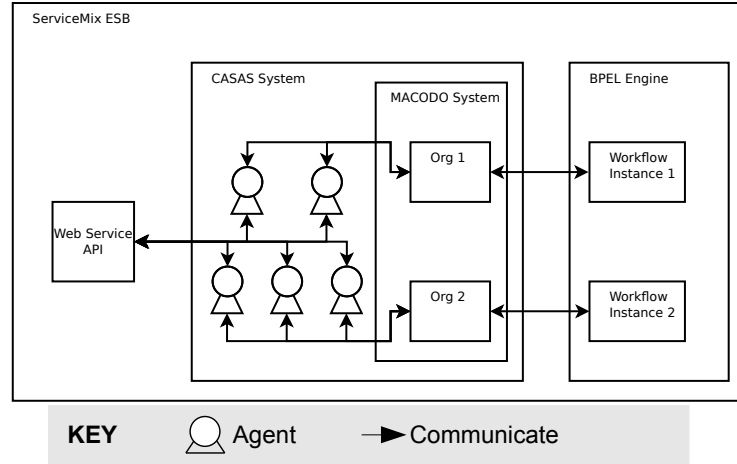 ServiceMix ESB
CASAS System
BPEL Engine
MACODO System
Org 1
Workflow
Instance 1
Web Service
API
Org 2
Workflow
Instance 2
KEY
Agent
Communicate